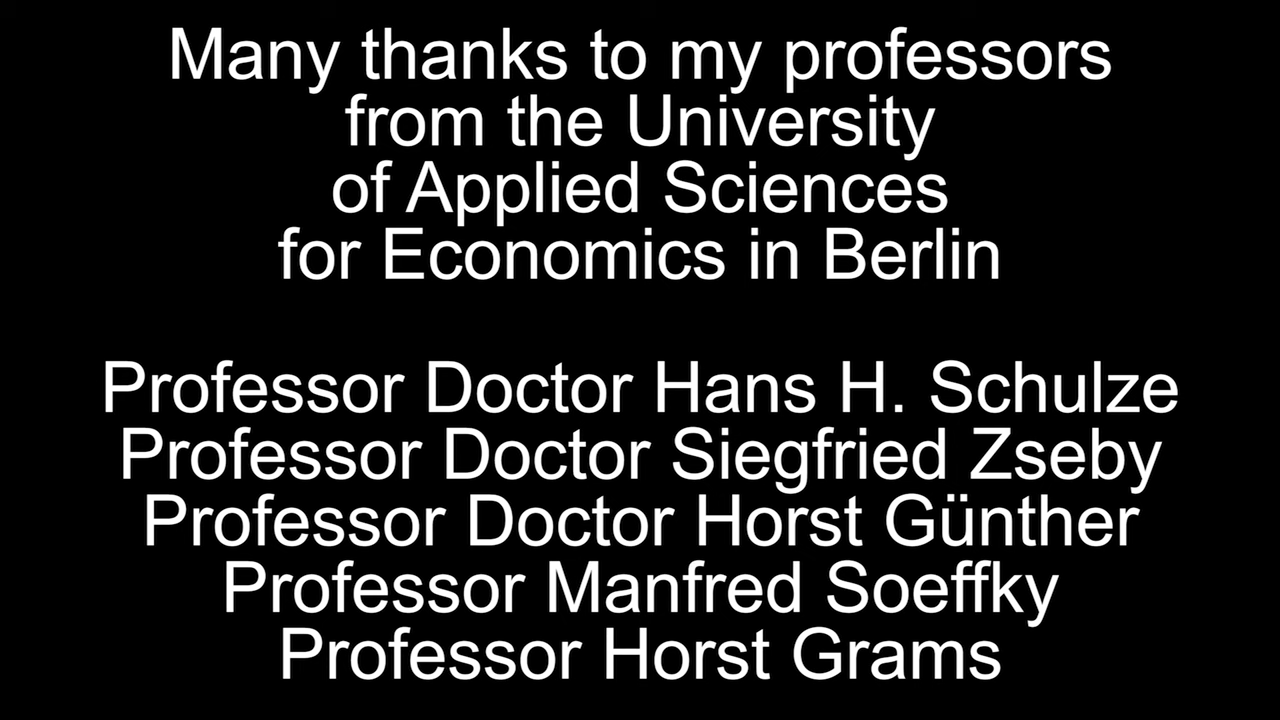 Many thanks to my professors
from the University
of Applied Sciences
for Economics in Berlin
Professor Doctor Hans H. Schulze
Professor Doctor Siegfried Zseby
Professor Doctor Horst Günther
Professor Manfred Soeffky
Professor Horst Grams